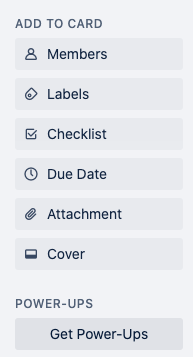 ADD TO CARD
Members
Labels
Checklist
Due Date
Attachment
Cover
POWER-UPS
Get Power-Ups